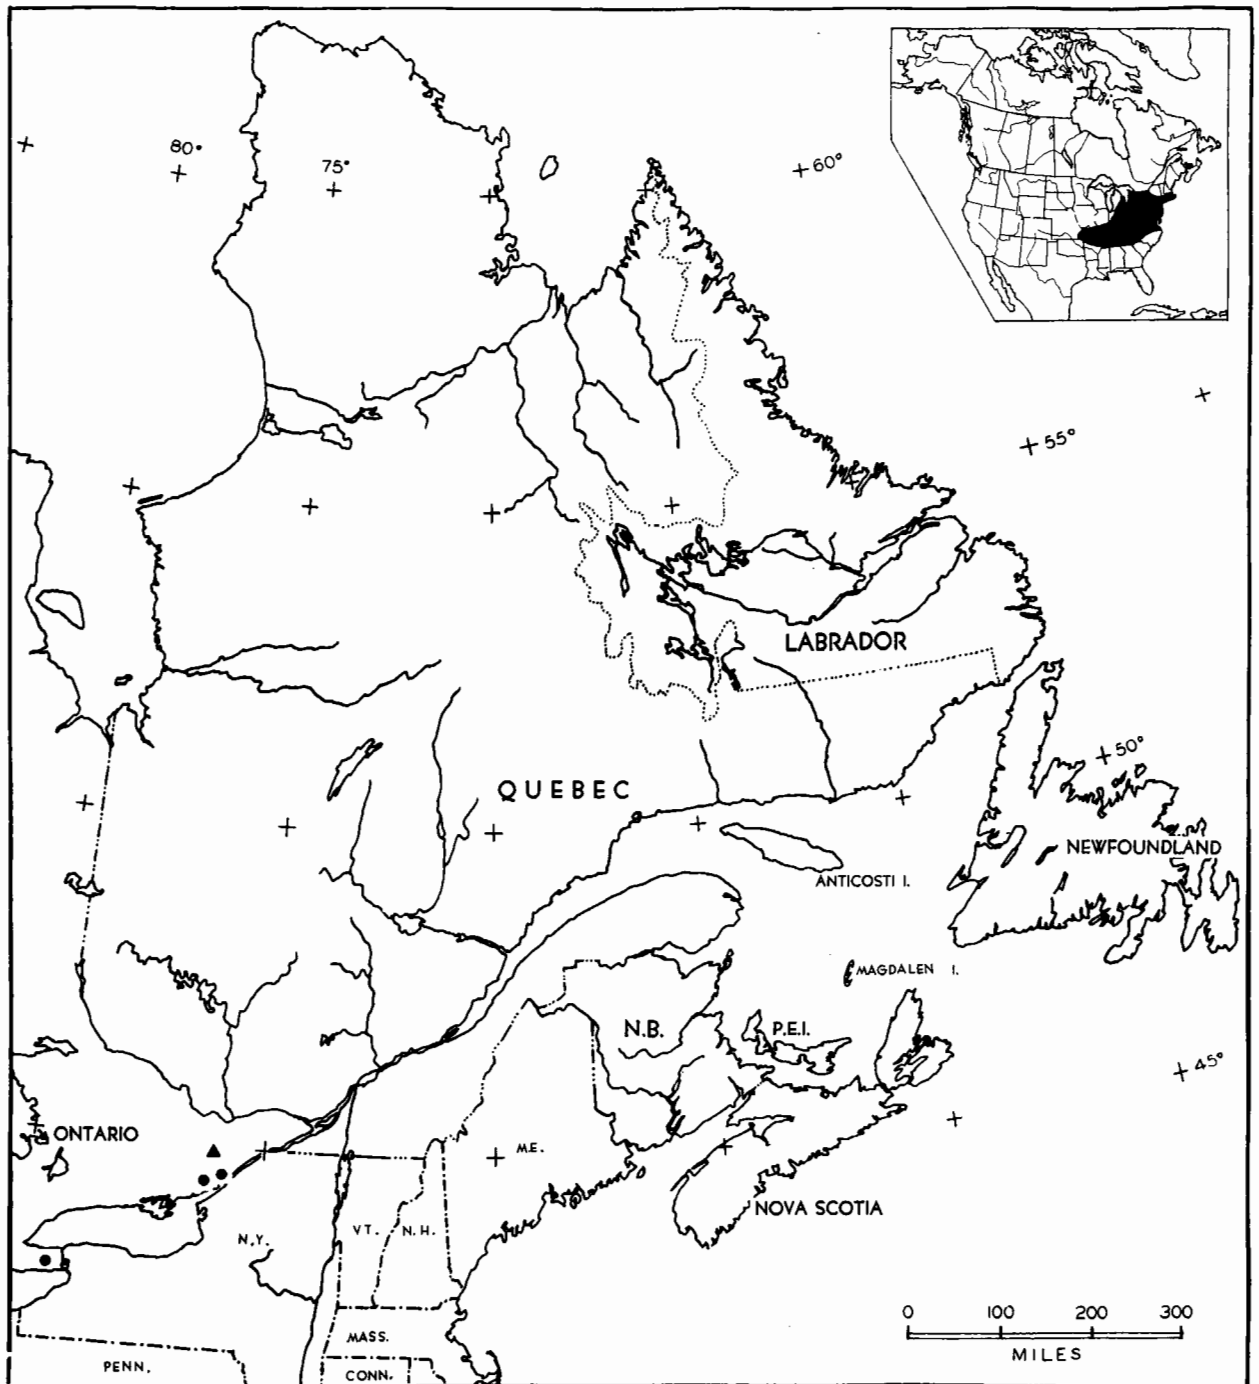 80°
75°
60°
55°
LABRADOR
50°
QUEBEC
NEWFOUNDLAND
ANTICOSTI I.
MAGDALEN I.
N.B.
P.E.I.
45°
ONTARIO
M.E.
NOVA SCOTIA
VT.
N.H.
N.Y.
0 100 200 300
MILES
MASS.
PENN.
CONN.